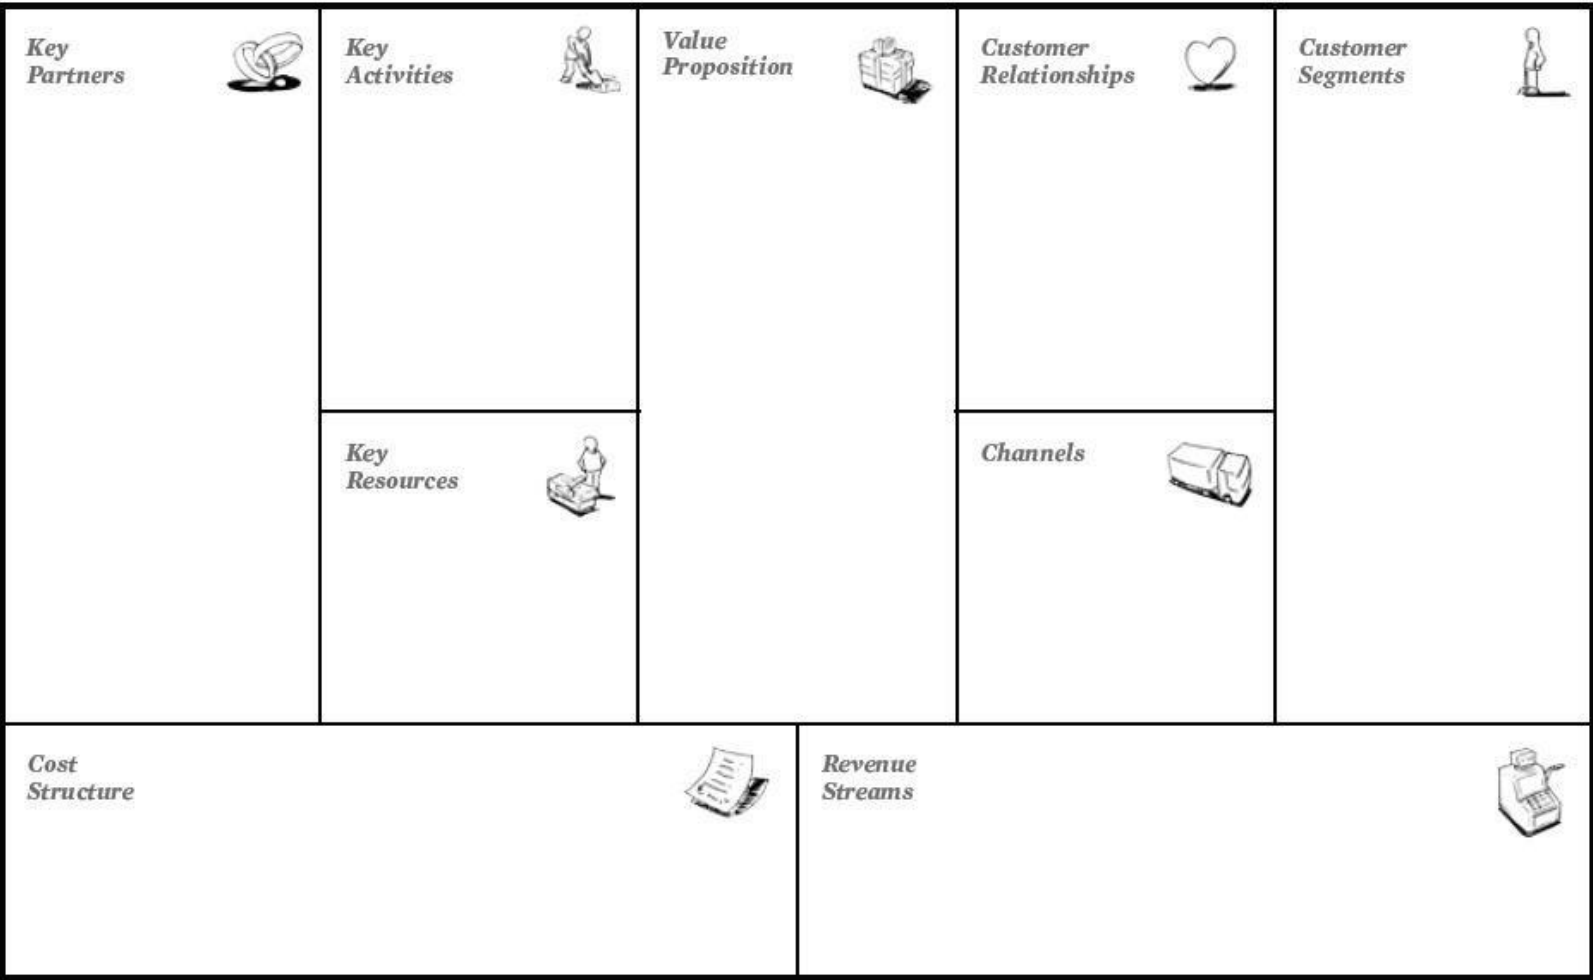 Key
Partners
Key
Activities
Value
Proposition
Customer
Relationships
Customer
Segments
Key
Resources
Channels
Cost
Structure
Revenue
Streams